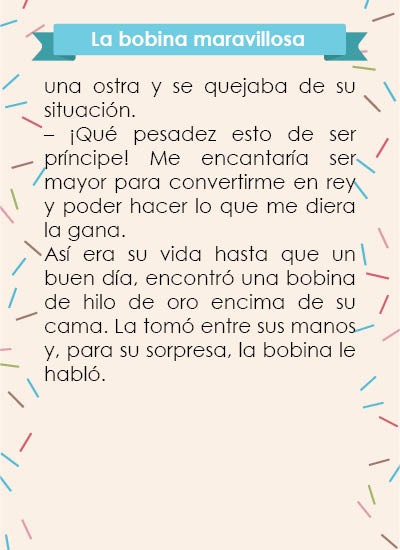 La bobina maravillosa
una ostra y se quejaba de su
situación.
– ¡Qué pesadez esto de ser
príncipe! Me encantaría ser
mayor para convertirme en rey
y poder hacer lo que me diera
la gana.
Así era su vida hasta que un
buen día, encontró una bobina
de hilo de oro encima de su
cama. La tomó entre sus manos
y, para su sorpresa, la bobina le
habló.